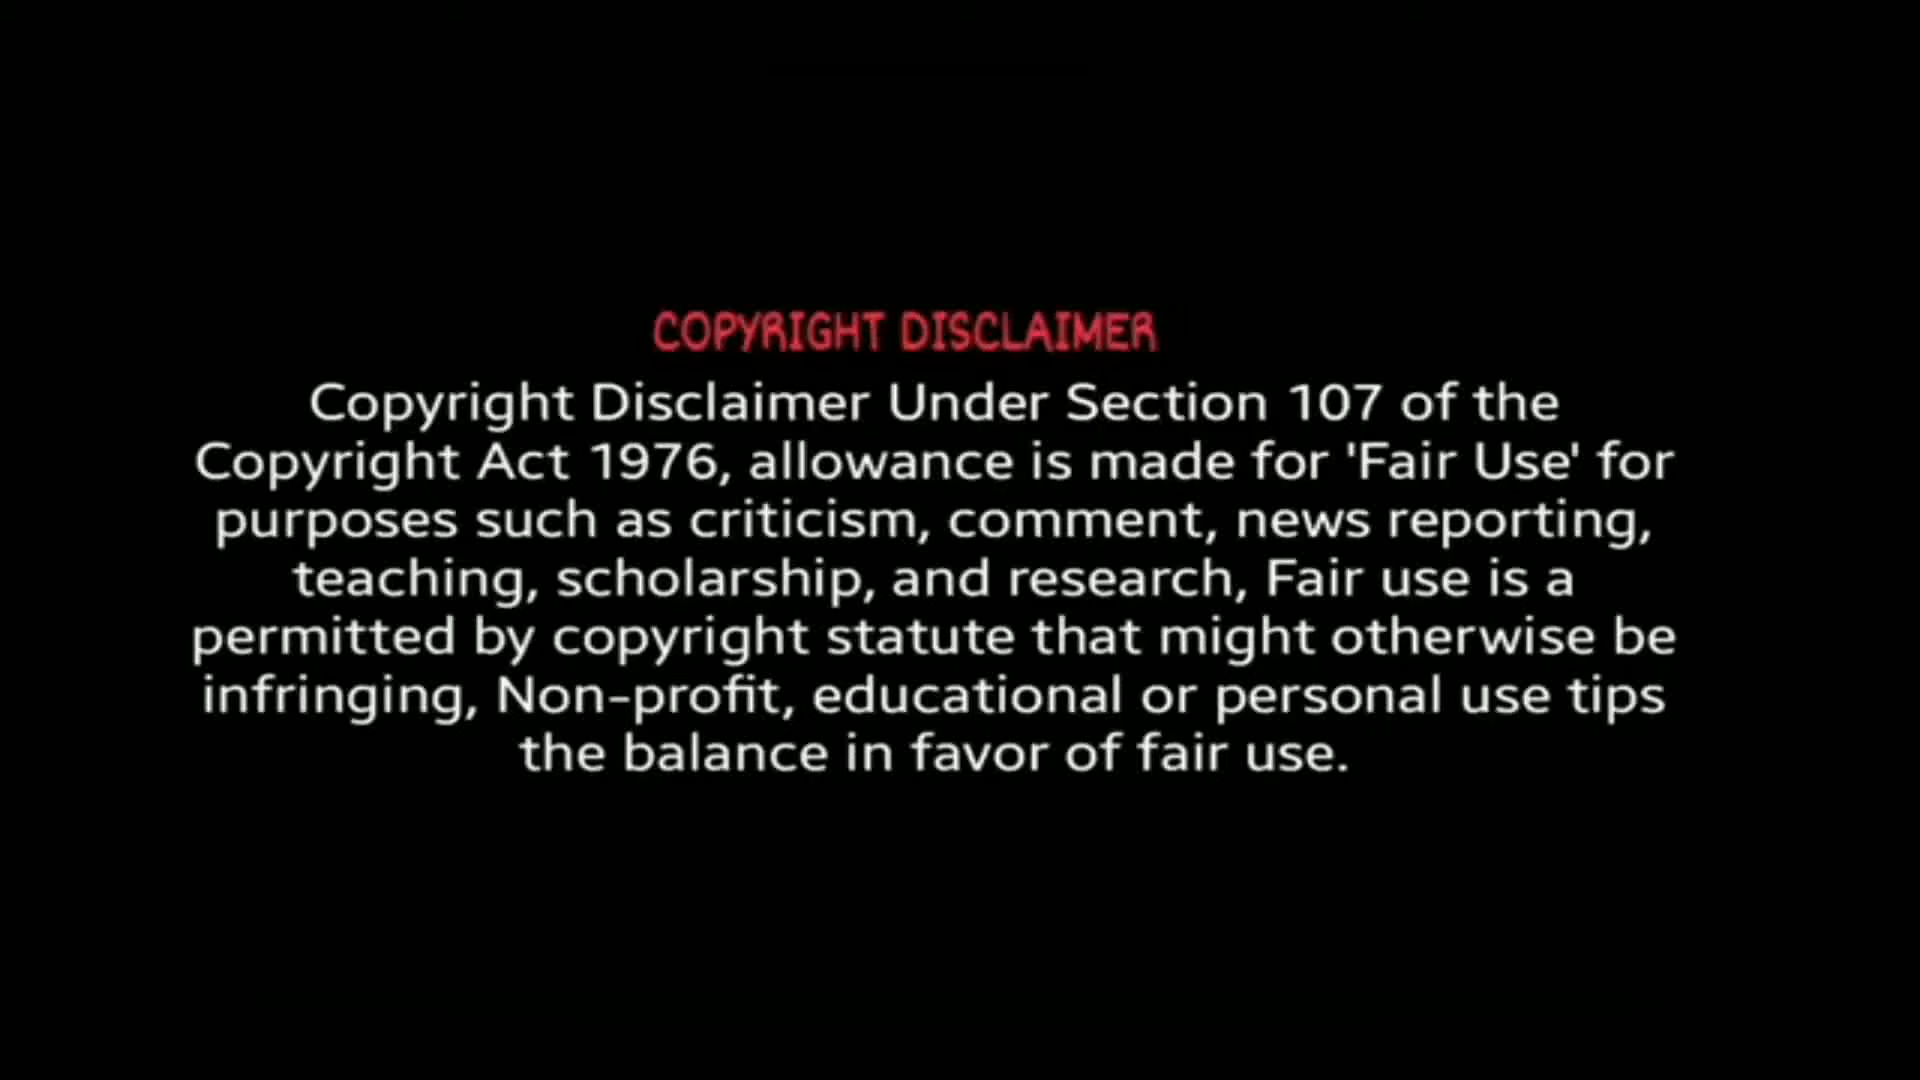 COPYRIGHT DISCLAIMER
Copyright Disclaimer Under Section 107 of the
Copyright Act 1976, allowance is made for 'Fair Use' for
purposes such as criticism, comment, news reporting,
teaching, scholarship, and research, Fair use is a
permitted by copyright statute that might otherwise be
infringing, Non-profit, educational or personal use tips
the balance in favor of fair use.